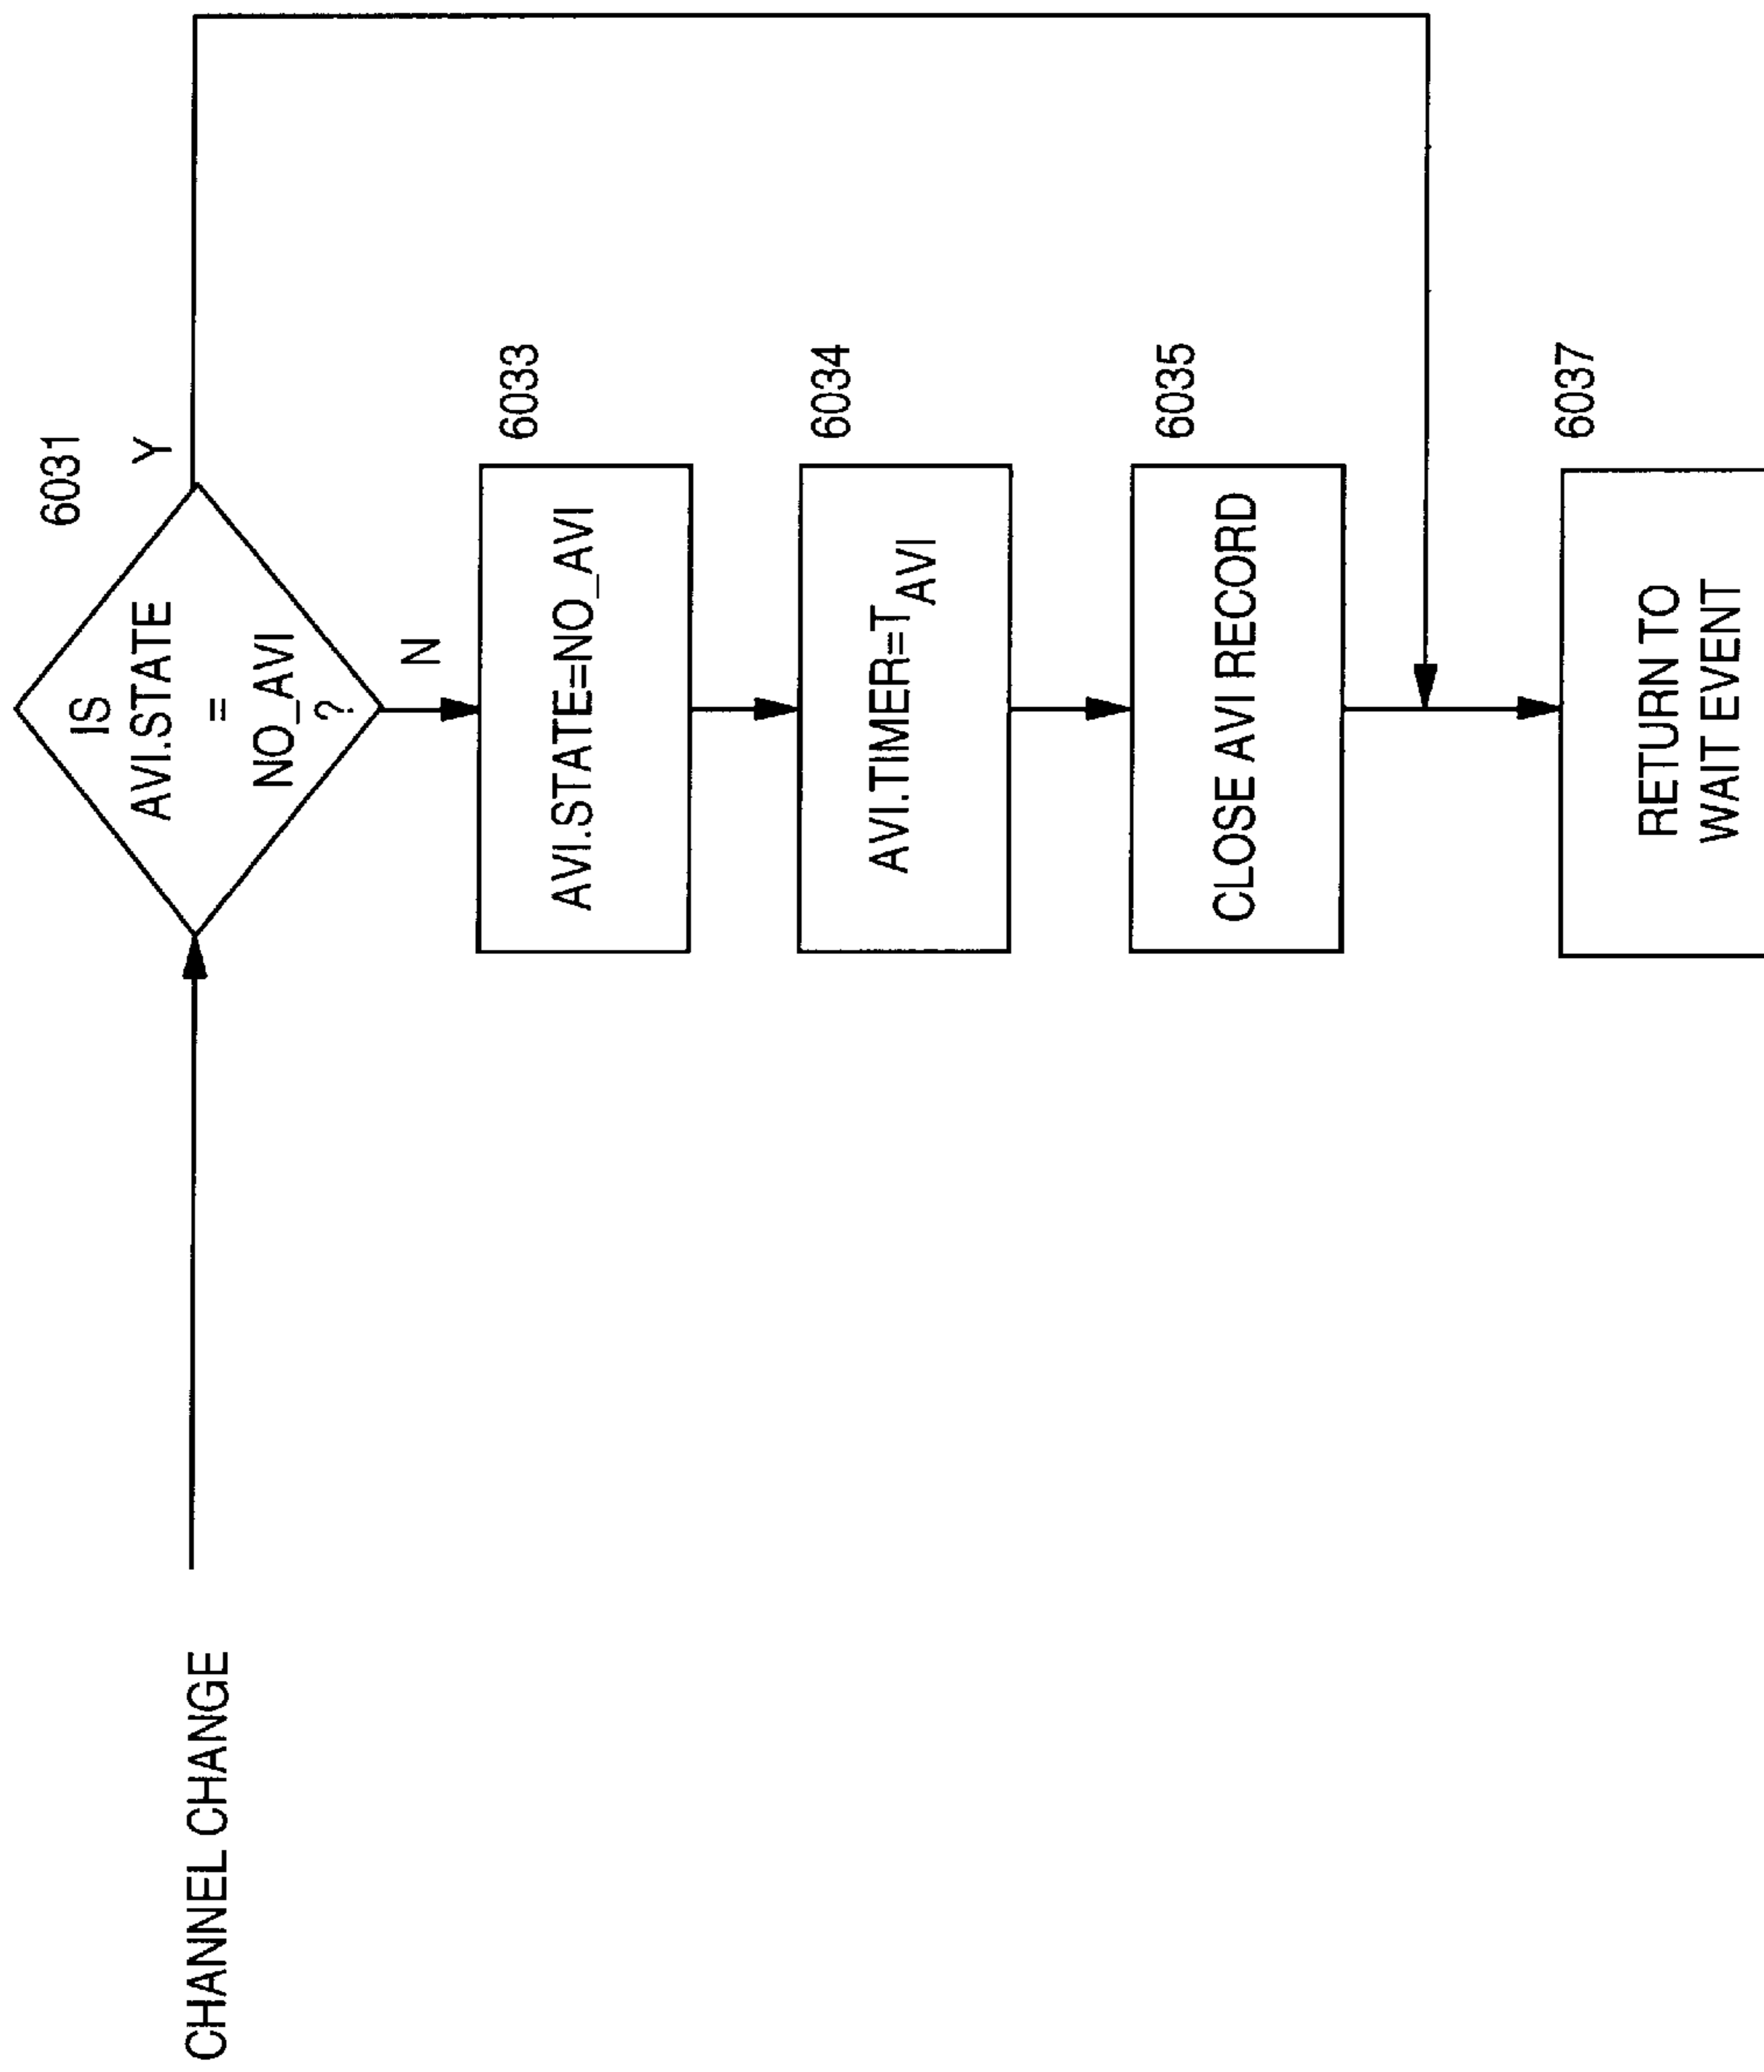 CHANNEL CHANGE
6031
IS
AVI.STATE
=
NO_AVI
?
Y
N
6033
AVI.STATE=NO_AVI
6034
AVI.TIMER=T AVI
6035
CLOSE AVI RECORD
6037
RETURN TO
WAIT EVENT